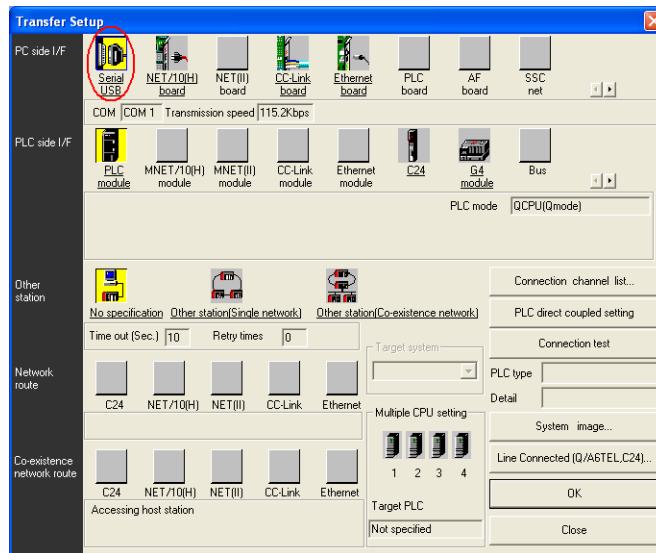 Transfer Setup
PC side I/F
Serial USB
NET/10(H) board
NET(II) board
CC-Link board
Ethernet board
PLC board
AF board
SSC net
COM COM 1 Transmission speed 115.2Kbps
PLC side I/F
PLC module
MNET/10(H) module
MNET(II) module
CC-Link module
Ethernet module
C24
G4 module
Bus
PLC mode QCPU(Qmode)
Other station
No specification
Other station(Single network)
Other station(Co-existence network)
Time out (Sec.) 10 Retry times 0
Connection channel list...
PLC direct coupled setting
Connection test
Target system
PLC type
Detail
Network route
C24 NET/10(H) NET(II) CC-Link Ethernet
Multiple CPU setting
1 2 3 4
Target PLC
Not specified
System image...
Line Connected (Q/A6TEL,C24)...
OK
Close
Co-existence network route
C24 NET/10(H) NET(II) CC-Link Ethernet
Accessing host station